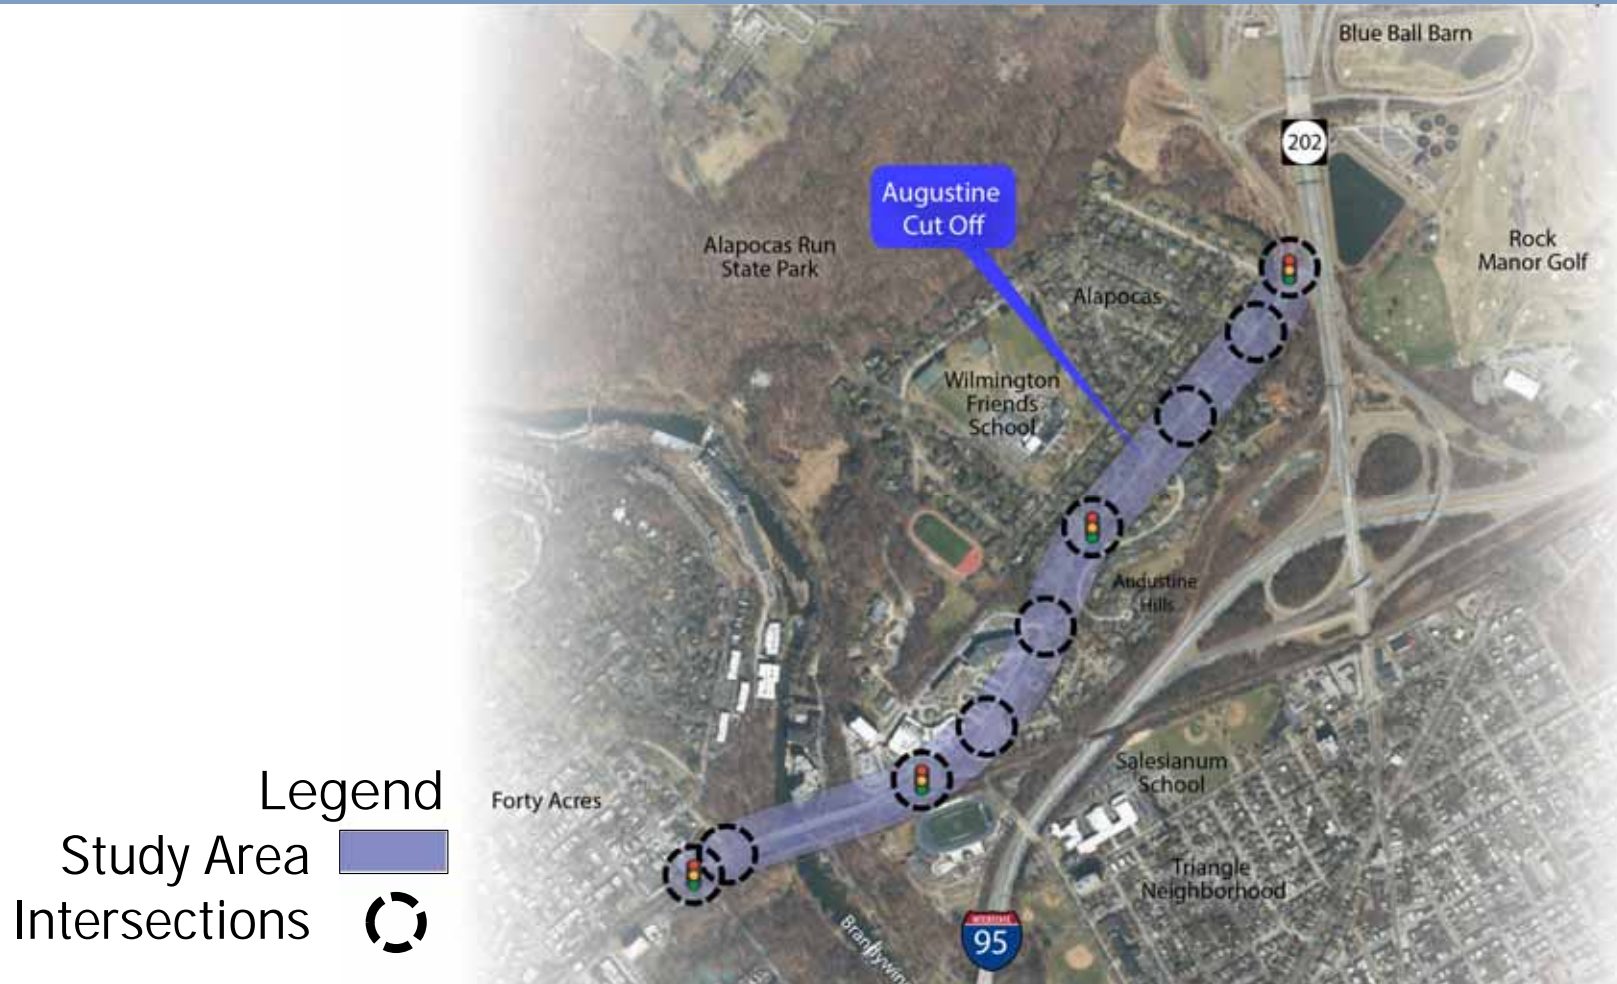 Blue Ball Barn
202
Augustine
Cut Off
Alapocas Run
State Park
Rock
Manor Golf
Alapocas
Wilmington
Friends
School
Augustine
Hills
Salesianum
School
Legend
Forty Acres
Study Area
Triangle
Neighborhood
Intersections
INTERSTATE
95